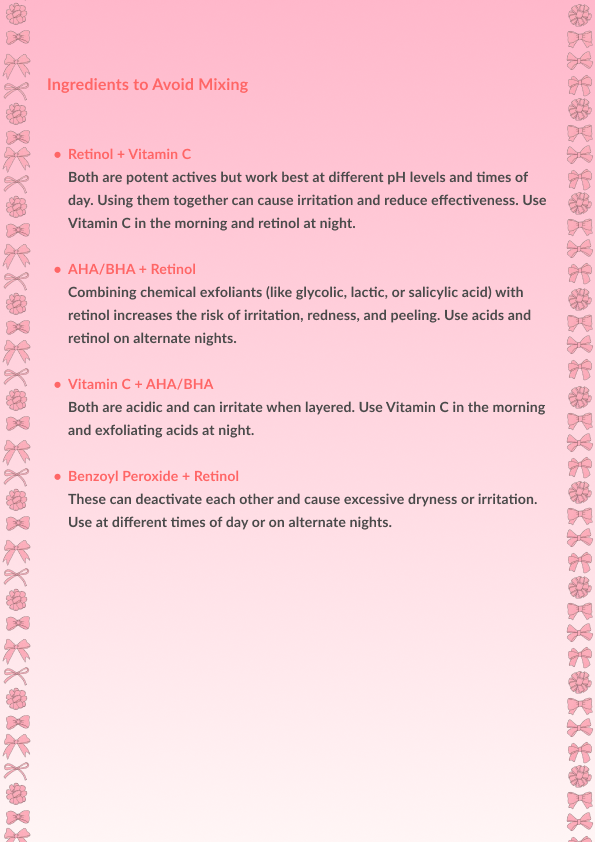 Ingredients to Avoid Mixing
• Retinol + Vitamin C
Both are potent actives but work best at different pH levels and times of
day. Using them together can cause irritation and reduce effectiveness. Use
Vitamin C in the morning and retinol at night.
• AHA/BHA + Retinol
Combining chemical exfoliants (like glycolic, lactic, or salicylic acid) with
retinol increases the risk of irritation, redness, and peeling. Use acids and
retinol on alternate nights.
• Vitamin C + AHA/BHA
Both are acidic and can irritate when layered. Use Vitamin C in the morning
and exfoliating acids at night.
• Benzoyl Peroxide + Retinol
These can deactivate each other and cause excessive dryness or irritation.
Use at different times of day or on alternate nights.